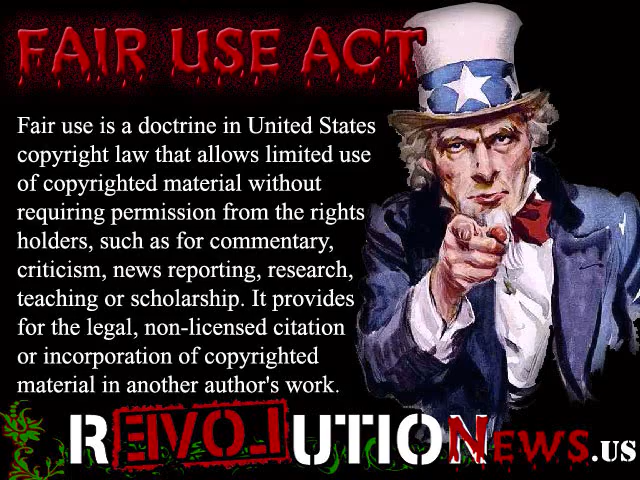 FAIR USE ACT
Fair use is a doctrine in United States
copyright law that allows limited use
of copyrighted material without
requiring permission from the rights
holders, such as for commentary,
criticism, news reporting, research,
teaching or scholarship. It provides
for the legal, non-licensed citation
or incorporation of copyrighted
material in another author's work.
REVOLUTIONNEWS.US